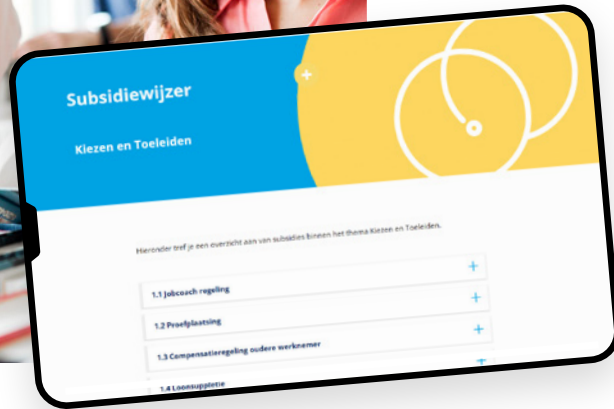 Subsidiewijzer
Kiezen en Toeleiden
Hieronder tref je een overzicht aan van subsidies binnen het thema Kiezen en Toeleiden.
1.1 Jobcoach regeling
1.2 Proefplaatsing
1.3 Compensatieregeling oudere werknemer
1.4 Loonsuppletie